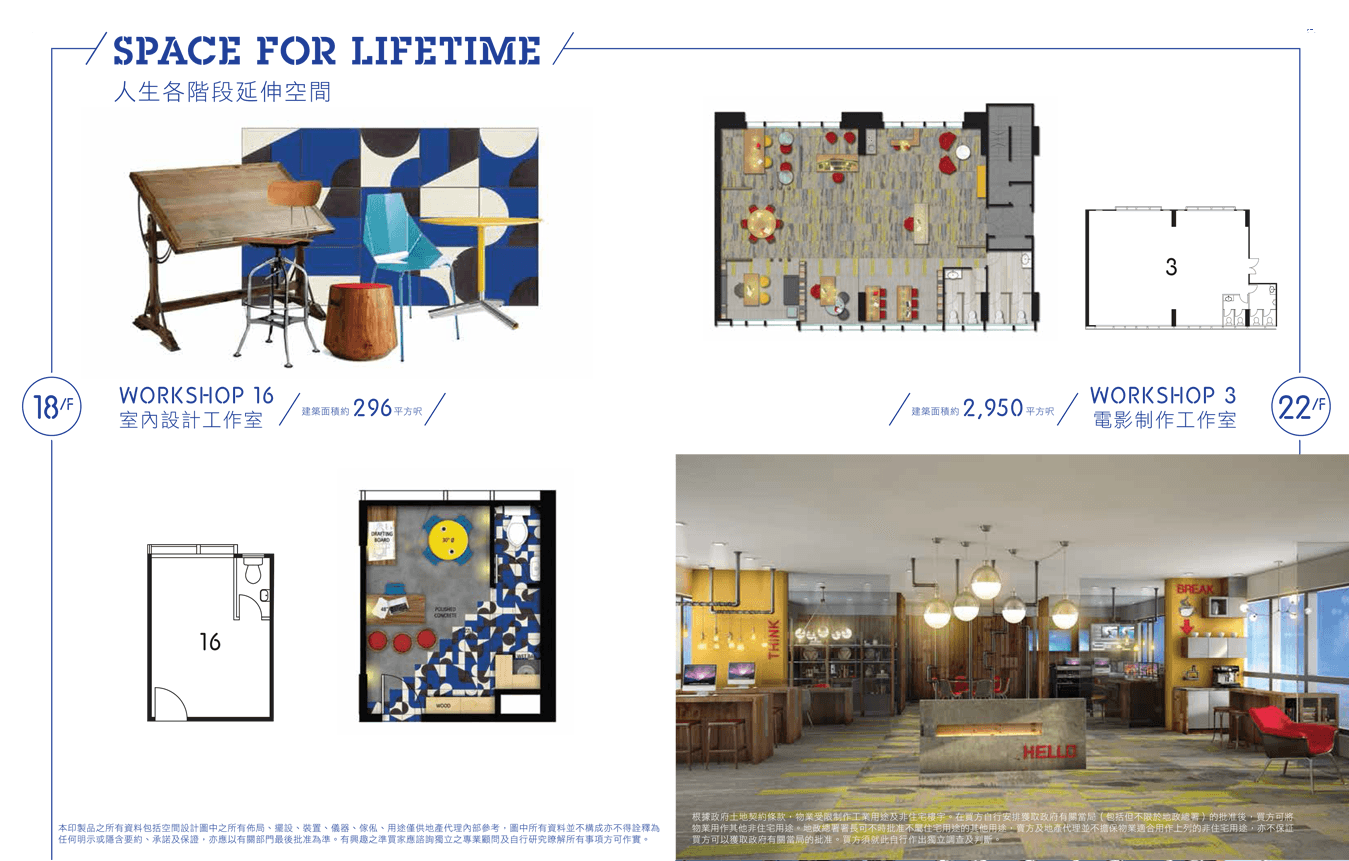 SPACE FOR LIFETIME
人生各階段延伸空間
3
18/F
WORKSHOP 16
室內設計工作室
建築面積約 296 平方呎
建築面積約 2,950 平方呎
WORKSHOP 3
電影制作工作室
22/F
16
DRAFTING
BOARD
30" Ø
48"
POLISHED
CONCRETE
WOOD
THINK
BREAK
HELLO
本印製品之所有資料包括空間設計圖中之所有佈局、擺設、裝置、儀器、傢俬、用途僅供地產代理內部參考，圖中所有資料並不構成亦不得詮釋為
任何明示或隱含要約、承諾及保證，亦應以有關部門最後批准為準。有興趣之準買家應諮詢獨立之專業顧問及自行研究瞭解所有事項方可作實。
根據政府土地契約條款，物業受限制作工業用途及非住宅樓宇。在買方自行安排獲取政府有關當局（包括但不限於地政總署）的批准後，買方可將
物業用作其他非住宅用途。地政總署署長可不時批准不屬住宅用途的其他用途，賣方及地產代理並不擔保物業適合用作上列的非住宅用途，亦不保証
買方可以獲取政府有關當局的批准。買方須就此自行作出獨立調查及判斷。